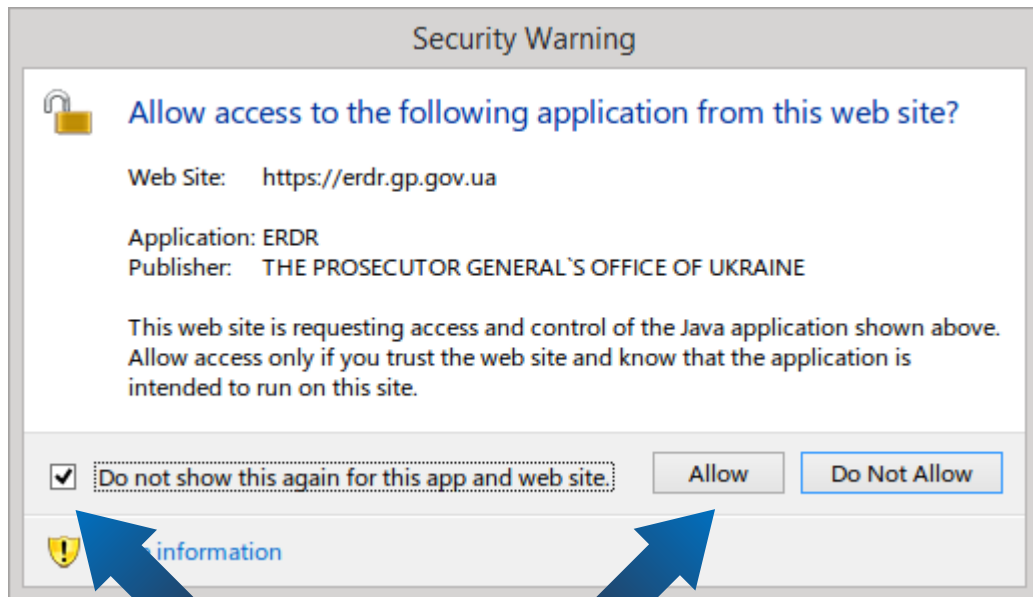 Security Warning
Allow access to the following application from this web site?
Web Site: https://erdr.gp.gov.ua
Application: ERDR
Publisher: THE PROSECUTOR GENERAL`S OFFICE OF UKRAINE
This web site is requesting access and control of the Java application shown above.
Allow access only if you trust the web site and know that the application is
intended to run on this site.
Do not show this again for this app and web site.
Allow
Do Not Allow
information